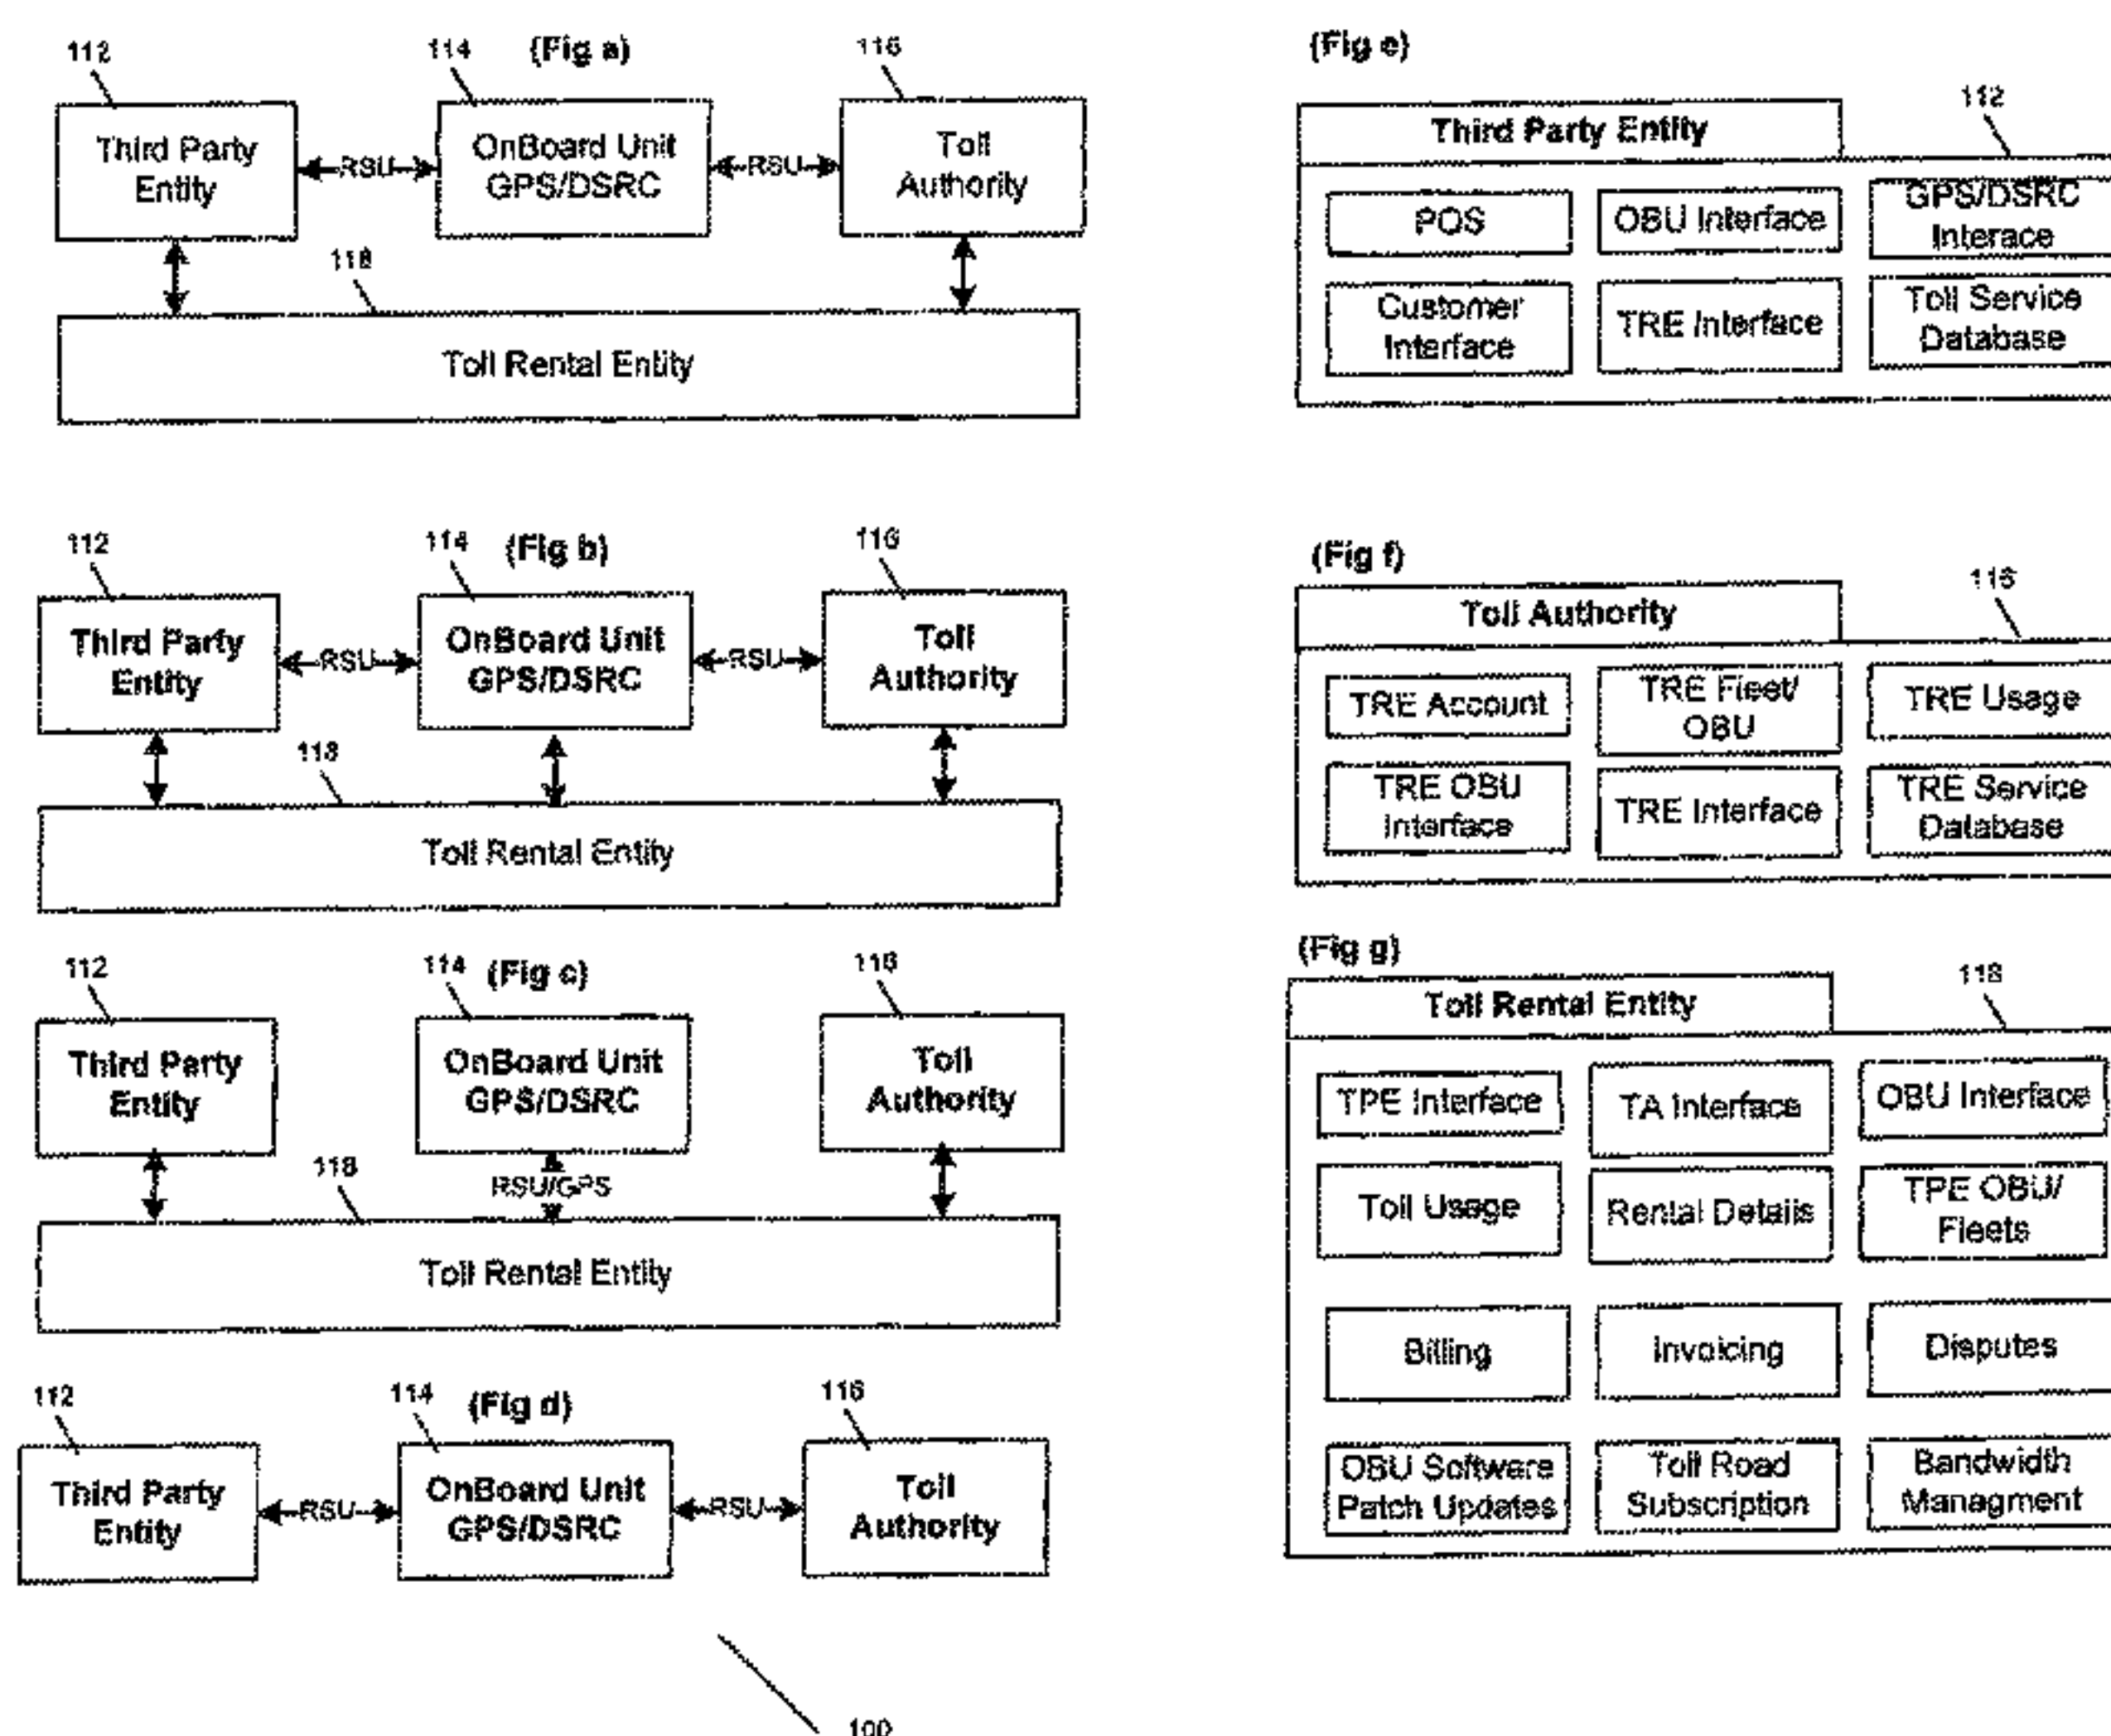 (Fig a)
112
114
116
Third Party
Entity
RSU
OnBoard Unit
GPS/DSRC
RSU
Toll
Authority
118
Toll Rental Entity
(Fig b)
112
114
116
Third Party
Entity
RSU
OnBoard Unit
GPS/DSRC
RSU
Toll
Authority
118
Toll Rental Entity
(Fig c)
112
114
116
Third Party
Entity
OnBoard Unit
GPS/DSRC
Toll
Authority
118
RSU/GPS
Toll Rental Entity
(Fig d)
112
114
116
Third Party
Entity
RSU
OnBoard Unit
GPS/DSRC
RSU
Toll
Authority
100
(Fig e)
112
Third Party Entity
POS
OBU Interface
GPS/DSRC
Interace
Customer
Interface
TRE Interface
Toll Service
Database
(Fig f)
116
Toll Authority
TRE Account
TRE Fleet/
OBU
TRE Usage
TRE OBU
Interface
TRE Interface
TRE Service
Database
(Fig g)
118
Toll Rental Entity
TPE Interface
TA Interface
OBU Interface
Toll Usage
Rental Details
TPE OBU/
Fleets
Billing
Invoicing
Disputes
OBU Software
Patch Updates
Toll Road
Subscription
Bandwidth
Managment